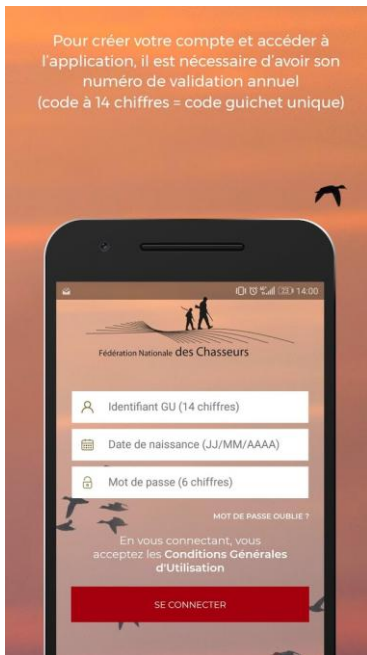 Pour créer votre compte et accéder à
l'application, il est nécessaire d'avoir son
numéro de validation annuel
(code à 14 chiffres = code guichet unique)
14:00
Fédération Nationale des Chasseurs
Identifiant GU (14 chiffres)
Date de naissance (JJ/MM/AAAA)
Mot de passe (6 chiffres)
MOT DE PASSE OUBLIÉ ?
En vous connectant, vous
acceptez les Conditions Générales
d'Utilisation
SE CONNECTER